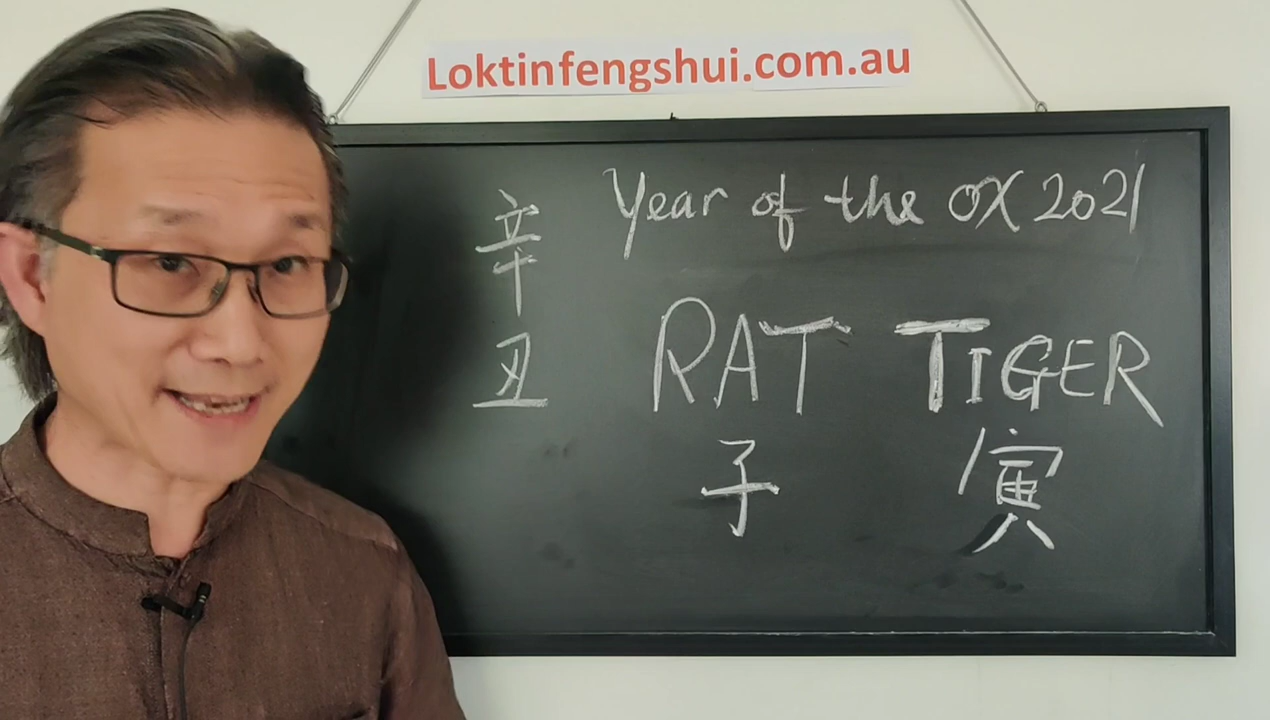 Loktinfengshui.com.au
辛丑
Year of the OX 2021
RAT TIGER
子 寅